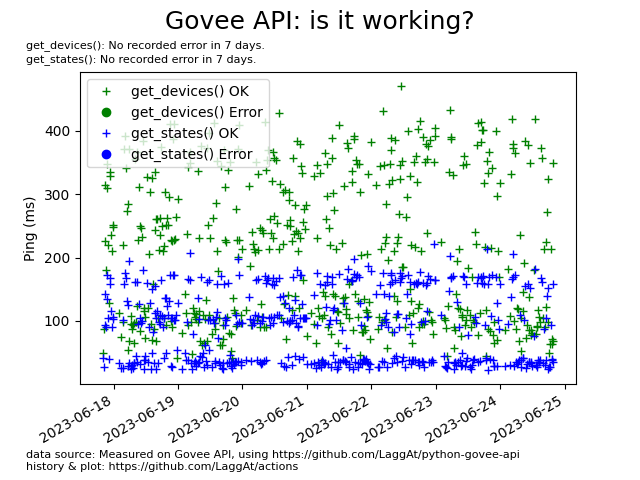 Govee API: is it working?
get_devices(): No recorded error in 7 days.
get_states(): No recorded error in 7 days.
get_devices() OK
get_devices() Error
get_states() OK
get_states() Error
Ping (ms)
400
300
200
100
2023-06-18
2023-06-19
2023-06-20
2023-06-21
2023-06-22
2023-06-23
2023-06-24
2023-06-25
data source: Measured on Govee API, using https://github.com/LaggAt/python-govee-api
history & plot: https://github.com/LaggAt/actions